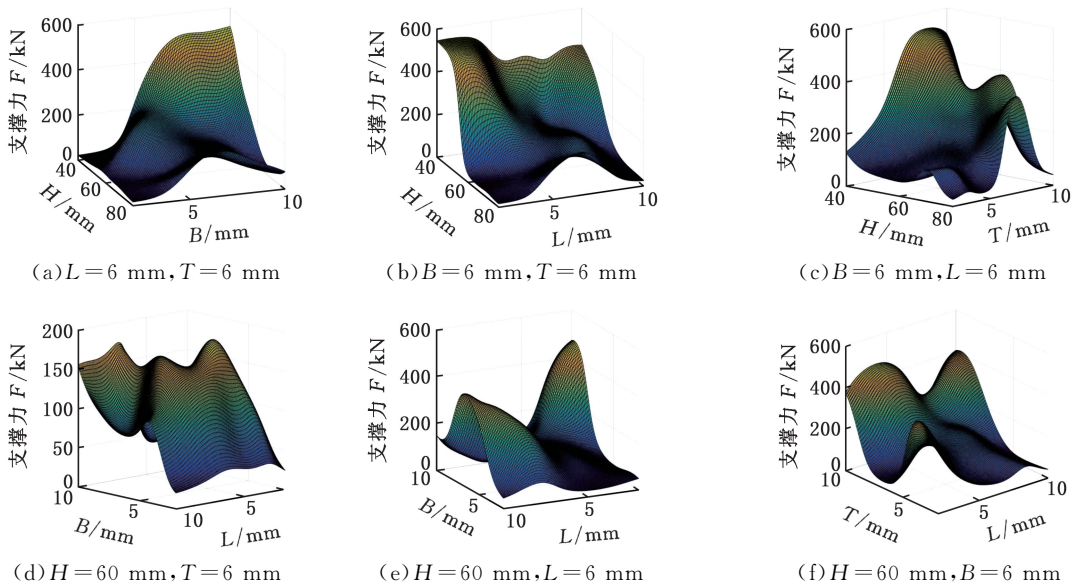 600
400
200
0
支撑力 F/kN
40
60
80
H/mm
5
10
B/mm
(a)L=6 mm,T=6 mm
600
400
200
0
支撑力 F/kN
40
60
80
H/mm
5
10
L/mm
(b)B=6 mm,T=6 mm
600
400
200
0
支撑力 F/kN
40
60
80
H/mm
5
10
T/mm
(c)B=6 mm,L=6 mm
200
150
100
50
0
支撑力 F/kN
10
5
B/mm
10
5
L/mm
(d)H=60 mm,T=6 mm
600
400
200
0
支撑力 F/kN
10
5
B/mm
10
5
L/mm
(e)H=60 mm,L=6 mm
600
400
200
0
支撑力 F/kN
10
5
T/mm
5
10
L/mm
(f)H=60 mm,B=6 mm